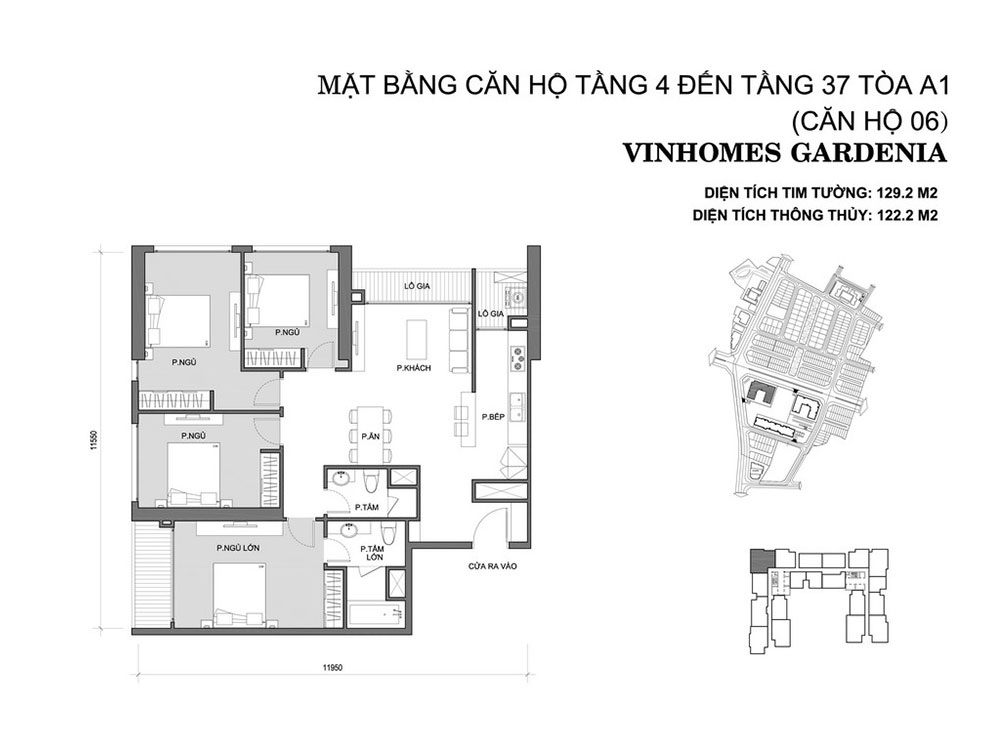 MẶT BẰNG CĂN HỘ TẦNG 4 ĐẾN TẦNG 37 TÒA A1
(CĂN HỘ 06)
VINHOMES GARDENIA
DIỆN TÍCH TIM TƯỜNG: 129.2 M2
DIỆN TÍCH THÔNG THỦY: 122.2 M2
LÔ GIA
LÔ GIA
P.NGỦ
P.NGỦ
P.KHÁCH
P.BẾP
P.NGỦ
P.ĂN
11550
P.TẮM
P.NGỦ LỚN
P.TẮM
LỚN
CỬA RA VÀO
11950